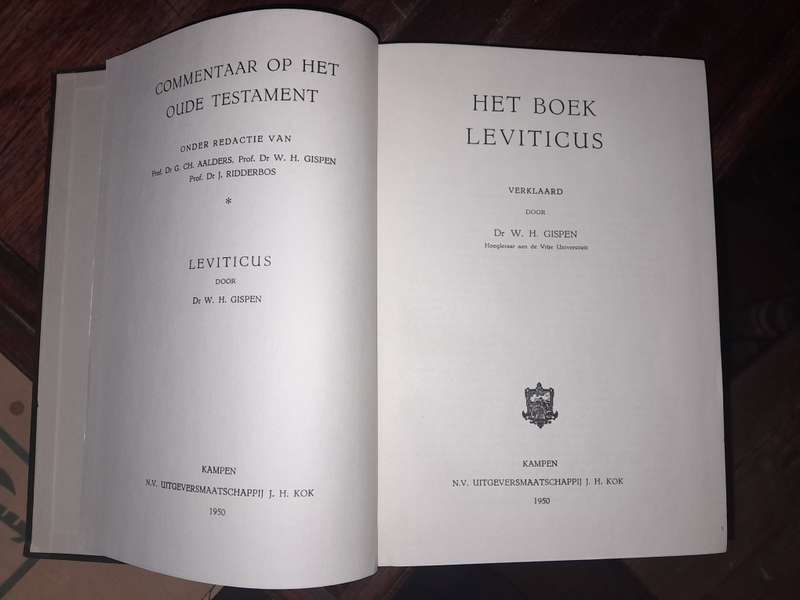 COMMENTAAR OP HET
OUDE TESTAMENT
ONDER REDACTIE VAN
Prof. Dr G. CH. AALDERS, Prof. Dr W. H. GISPEN
Prof. Dr J. RIDDERBOS
*
LEVITICUS
DOOR
Dr W. H. GISPEN
KAMPEN
N.V. UITGEVERSMAATSCHAPPIJ J. H. KOK
1950
HET BOEK
LEVITICUS
VERKLAARD
DOOR
Dr W. H. GISPEN
Hoogleraar aan de Vrije Universiteit
KAMPEN
N.V. UITGEVERSMAATSCHAPPIJ J. H. KOK
1950